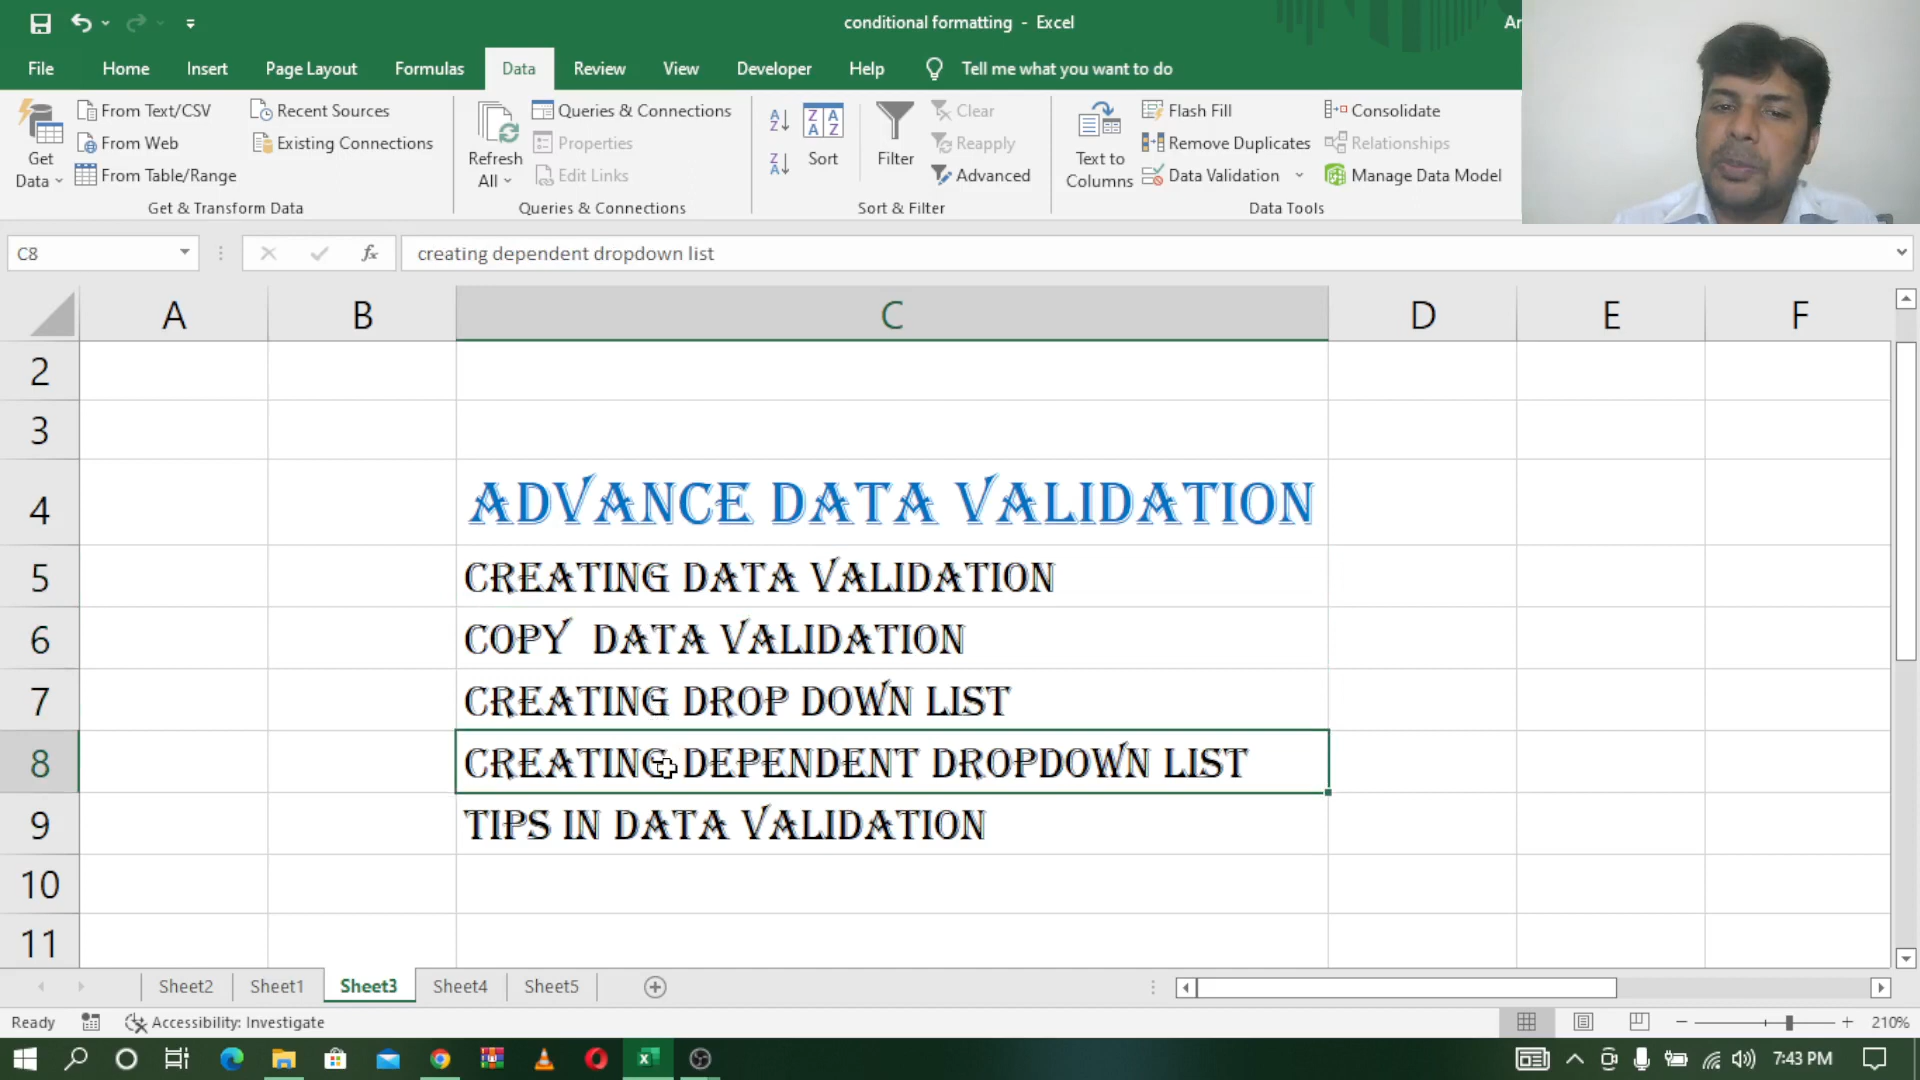 conditional formatting - Excel
File Home Insert Page Layout Formulas Data Review View Developer Help Tell me what you want to do
Get Data
From Text/CSV
From Web
From Table/Range
Recent Sources
Existing Connections
Get & Transform Data
Refresh All
Queries & Connections
Properties
Edit Links
Queries & Connections
Sort
Filter
Clear
Reapply
Advanced
Sort & Filter
Text to Columns
Flash Fill
Remove Duplicates
Data Validation
Consolidate
Relationships
Manage Data Model
Data Tools
C8 fx creating dependent dropdown list
A B C D E F
2
3
4 ADVANCE DATA VALIDATION
5 CREATING DATA VALIDATION
6 COPY  DATA VALIDATION
7 CREATING DROP DOWN LIST
8 CREATING DEPENDENT DROPDOWN LIST
9 TIPS IN DATA VALIDATION
10
11
Sheet2 Sheet1 Sheet3 Sheet4 Sheet5
Ready Accessibility: Investigate 210%
7:43 PM